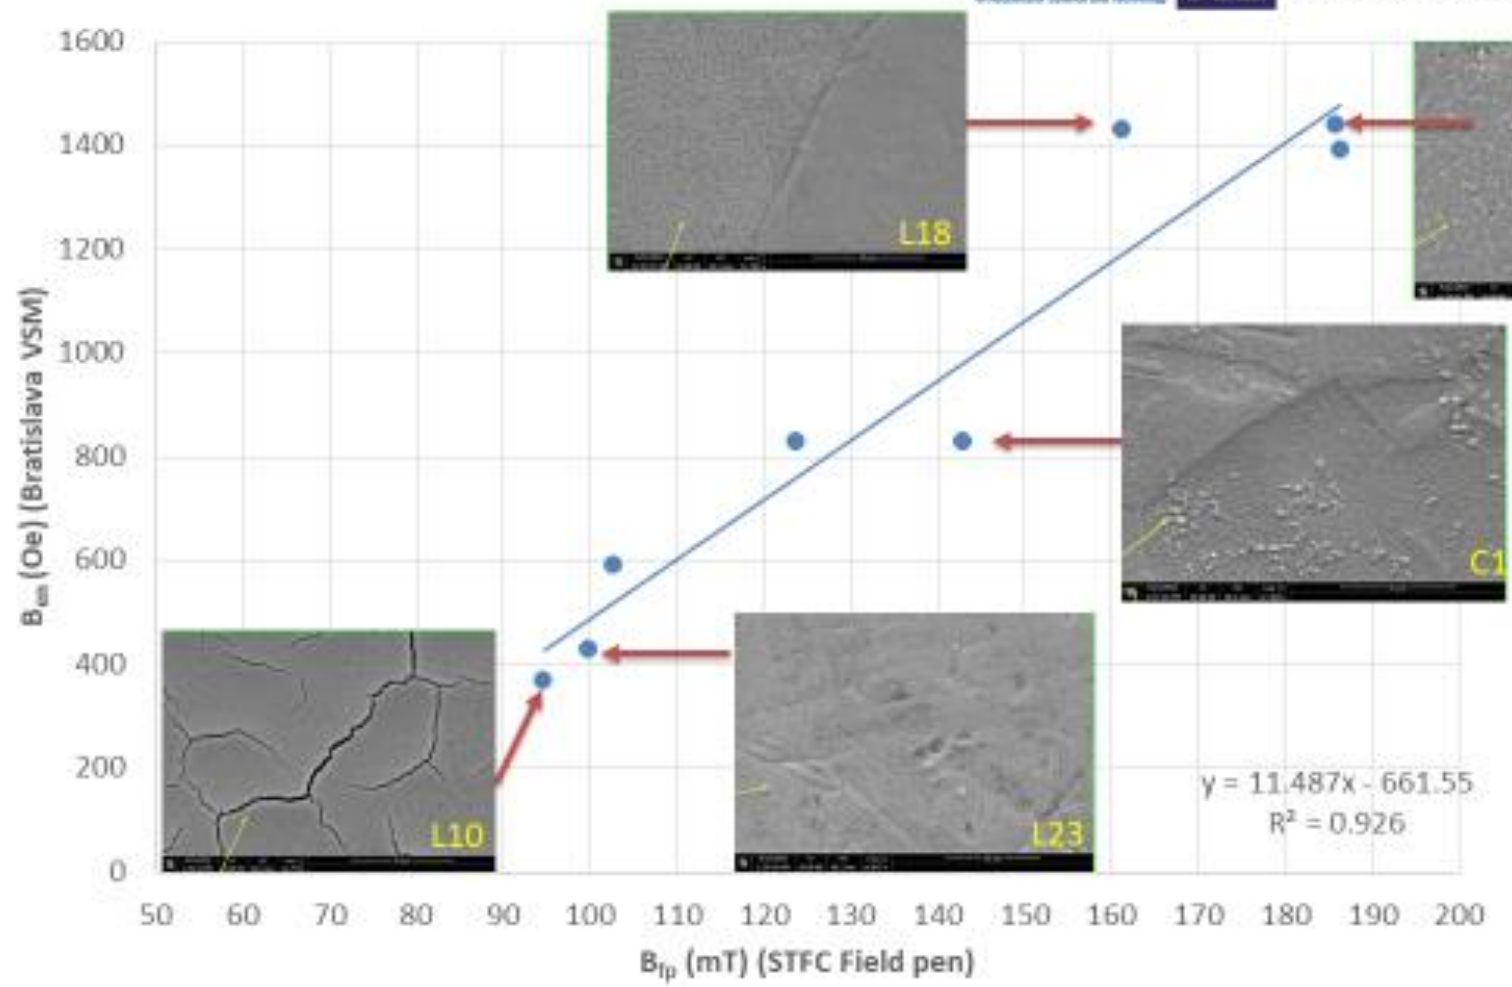 1600
1400
1200
1000
800
600
400
200
0
B_en (Oe) (Bratislava VSM)
L18
C1
L10
L23
y = 11.487x - 661.55
R² = 0.926
50 60 70 80 90 100 110 120 130 140 150 160 170 180 190 200
B_fp (mT) (STFC Field pen)